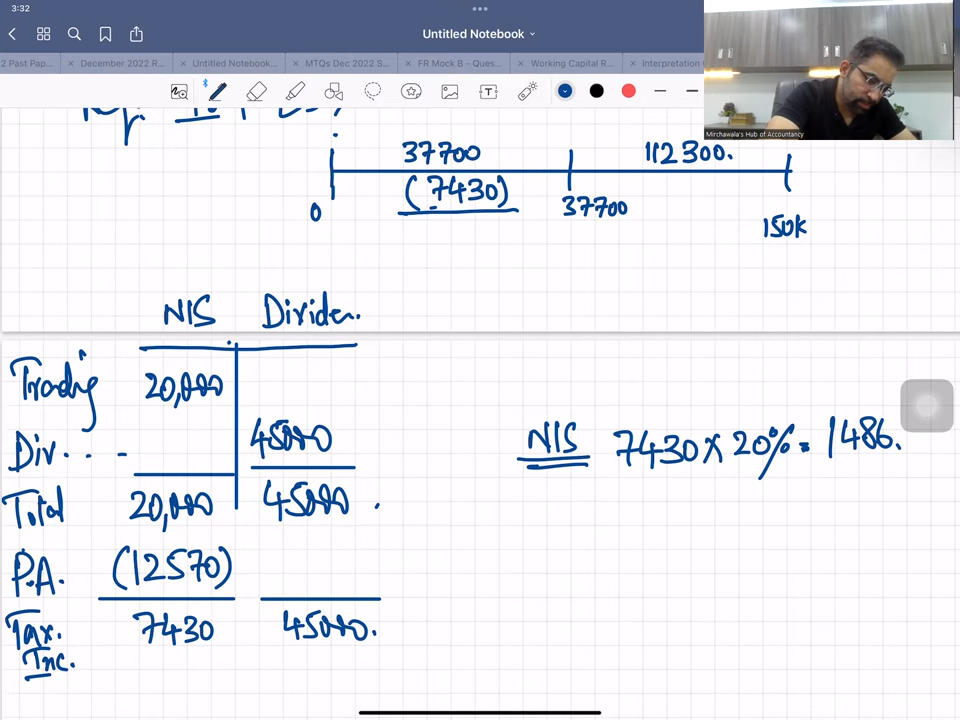 3:32
Untitled Notebook
2 Past Pap...
× December 2022 R...
× Untitled Notebook...
× MTQs Dec 2022 S...
× FR Mock B - Ques...
× Working Capital R...
× Interpretation
Mirchawala's Hub of Accountancy
37700
112300.
(7430)
0
37700
150k
NIS Dividen.
Trading 20,000
Div... - 45000
Total 20,000 45000.
P.A. (12570)
Tax. 7430 45000.
Inc.
NIS 7430 × 20% = 1486.